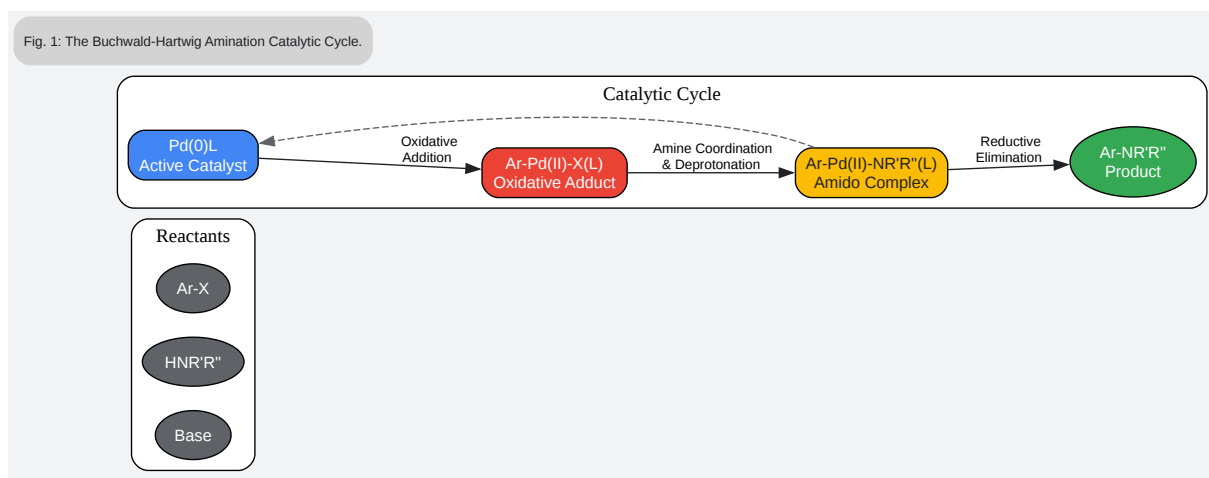 Fig. 1: The Buchwald-Hartwig Amination Catalytic Cycle.
Catalytic Cycle
Pd(0)L
Active Catalyst
Oxidative
Addition
Ar-Pd(II)-X(L)
Oxidative Adduct
Amine Coordination
& Deprotonation
Ar-Pd(II)-NR'R"(L)
Amido Complex
Reductive
Elimination
Ar-NR'R"
Product
Reactants
Ar-X
HNR'R"
Base